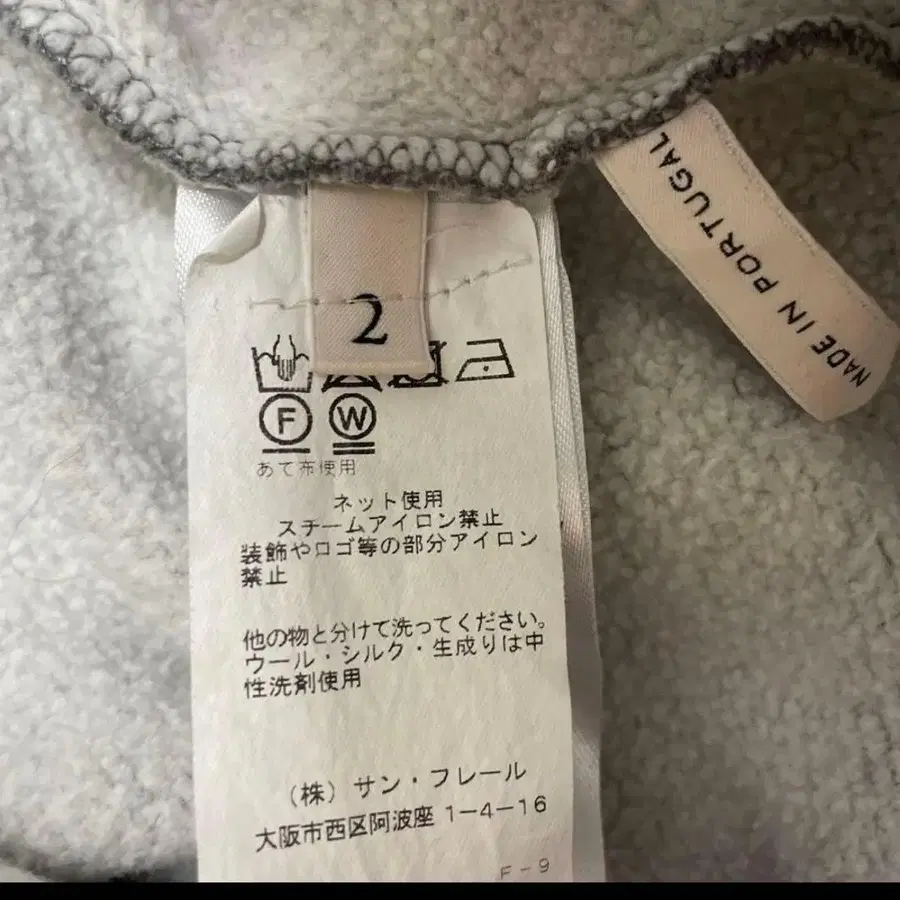 MADE IN PORTUGAL
2
F W
あて布使用
ネット使用
スチームアイロン禁止
装飾やロゴ等の部分アイロン
禁止
他の物と分けて洗ってください。
ウール・シルク・生成りは中
性洗剤使用
（株）サン・フレール
大阪市西区阿波座 1-4-16
F-9